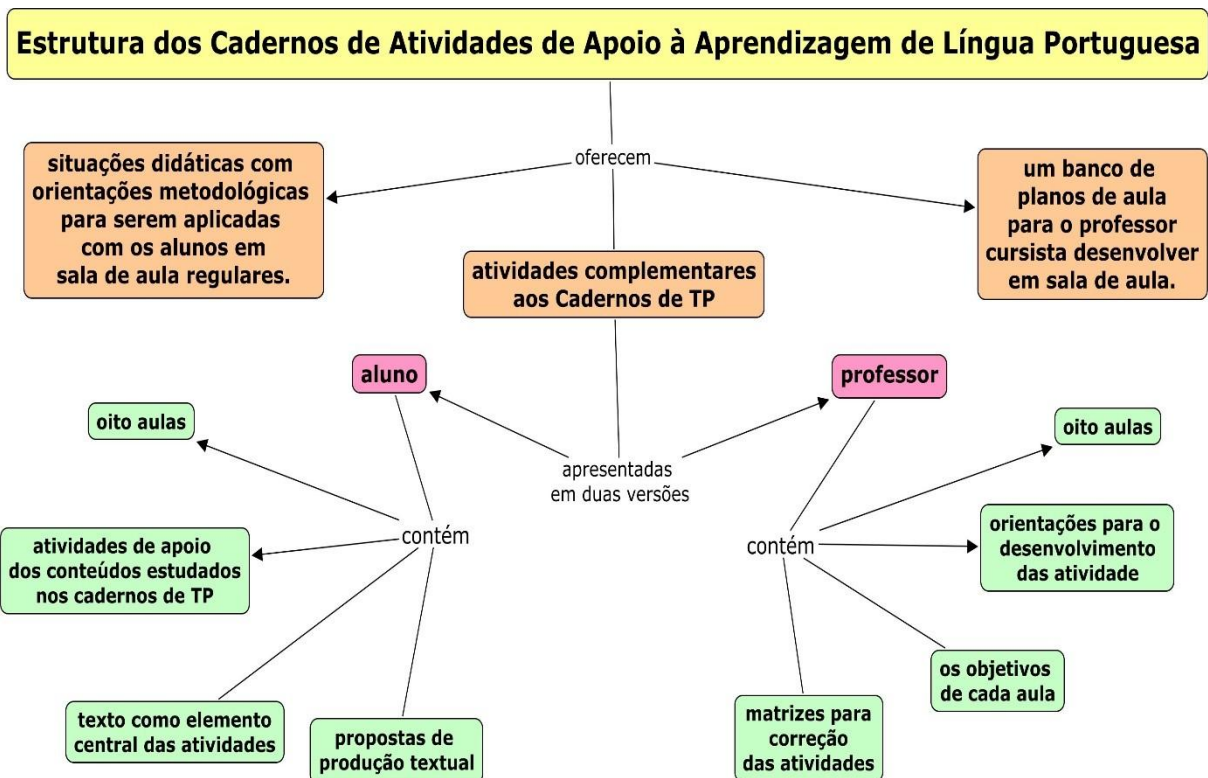 Estrutura dos Cadernos de Atividades de Apoio à Aprendizagem de Língua Portuguesa
oferecem
situações didáticas com
orientações metodológicas
para serem aplicadas
com os alunos em
sala de aula regulares.
atividades complementares
aos Cadernos de TP
um banco de
planos de aula
para o professor
cursista desenvolver
em sala de aula.
apresentadas
em duas versões
aluno
professor
contém
oito aulas
atividades de apoio
dos conteúdos estudados
nos cadernos de TP
texto como elemento
central das atividades
propostas de
produção textual
contém
oito aulas
orientações para o
desenvolvimento
das atividade
os objetivos
de cada aula
matrizes para
correção
das atividades